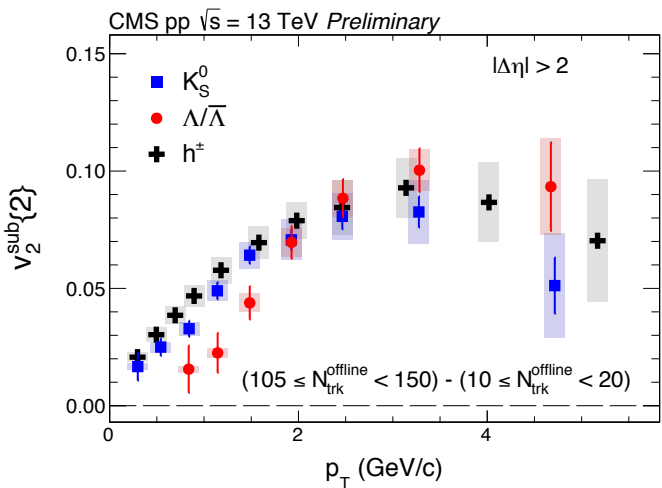 CMS pp √s = 13 TeV Preliminary
|Δη| > 2
K⁰_S
Λ/Λ̅
h±
0.15
0.10
0.05
0.00
v₂^sub{2}
(105 ≤ N_trk^offline < 150) - (10 ≤ N_trk^offline < 20)
0 2 4
p_T (GeV/c)